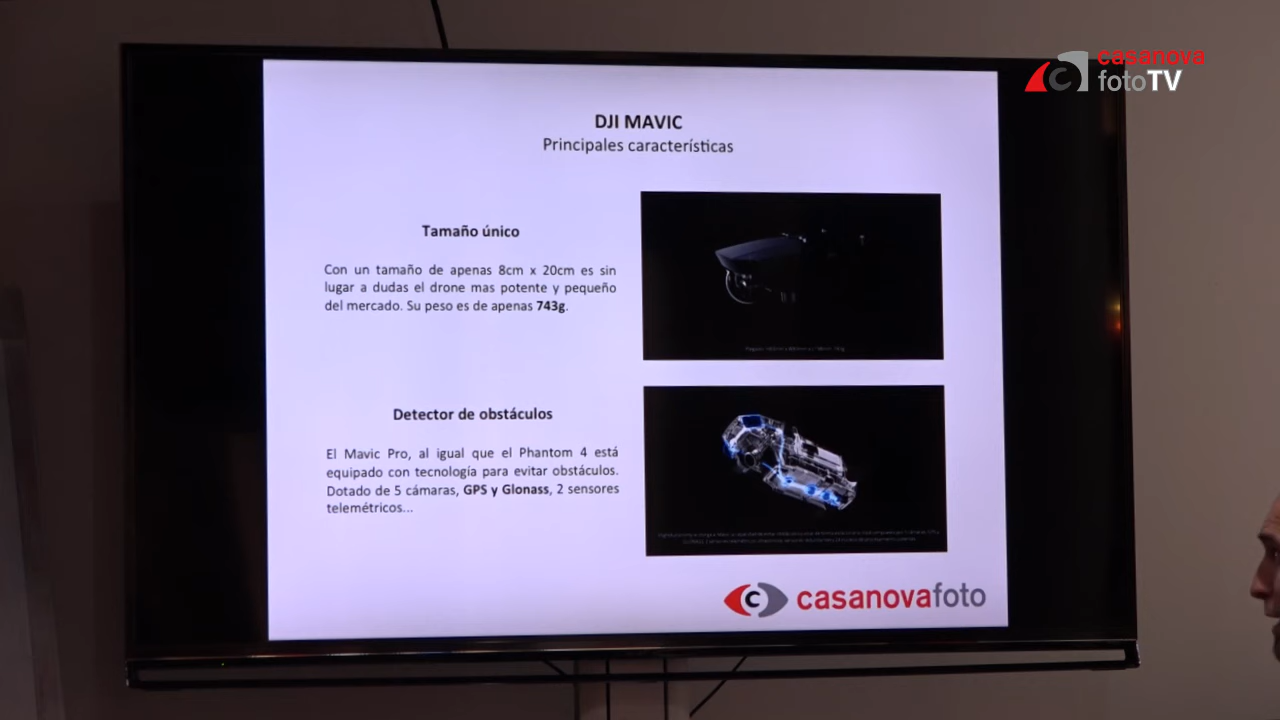 casanova
fotoTV
DJI MAVIC
Principales características
Tamaño único
Con un tamaño de apenas 8cm x 20cm es sin
lugar a dudas el drone mas potente y pequeño
del mercado. Su peso es de apenas 743g.
Detector de obstáculos
El Mavic Pro, al igual que el Phantom 4 está
equipado con tecnología para evitar obstáculos.
Dotado de 5 cámaras, GPS y Glonass, 2 sensores
telemétricos...
casanovafoto